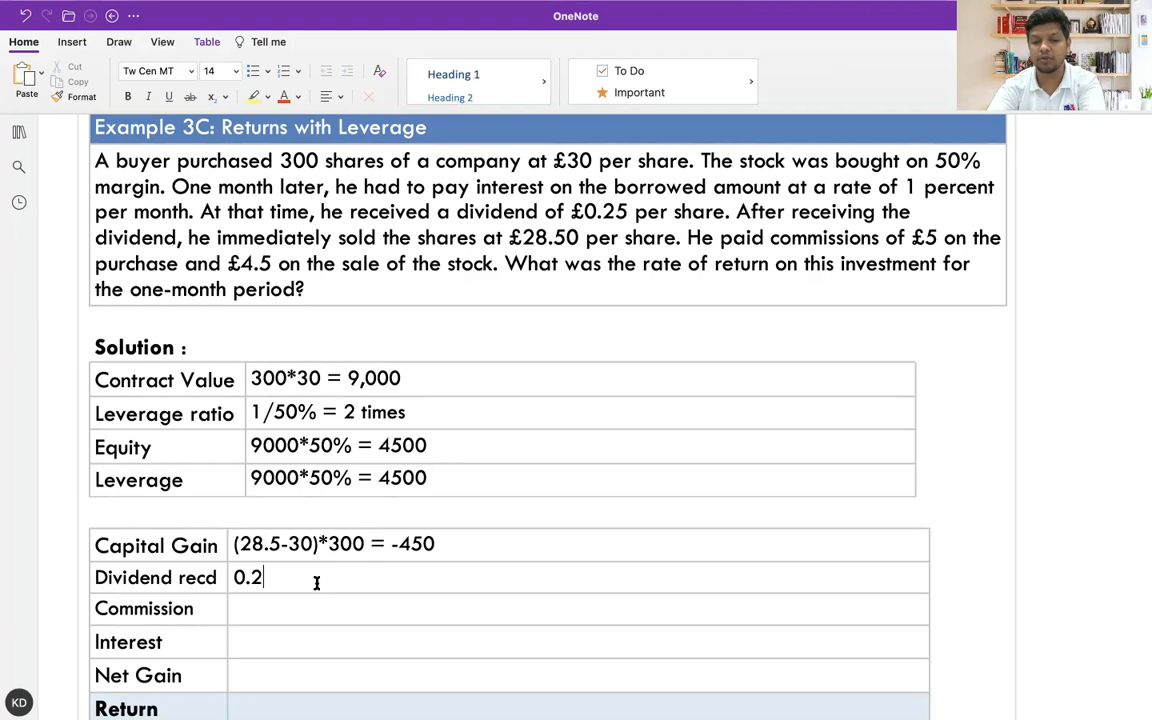 OneNote
Home Insert Draw View Table Tell me
Paste
Cut
Copy
Format
Tw Cen MT 14
B I U ab x₂ A
Heading 1
Heading 2
To Do
Important
Example 3C: Returns with Leverage
A buyer purchased 300 shares of a company at £30 per share. The stock was bought on 50%
margin. One month later, he had to pay interest on the borrowed amount at a rate of 1 percent
per month. At that time, he received a dividend of £0.25 per share. After receiving the
dividend, he immediately sold the shares at £28.50 per share. He paid commissions of £5 on the
purchase and £4.5 on the sale of the stock. What was the rate of return on this investment for
the one-month period?
Solution :
Contract Value 300*30 = 9,000
Leverage ratio 1/50% = 2 times
Equity 9000*50% = 4500
Leverage 9000*50% = 4500
Capital Gain (28.5-30)*300 = -450
Dividend recd 0.2
Commission
Interest
Net Gain
Return
KD